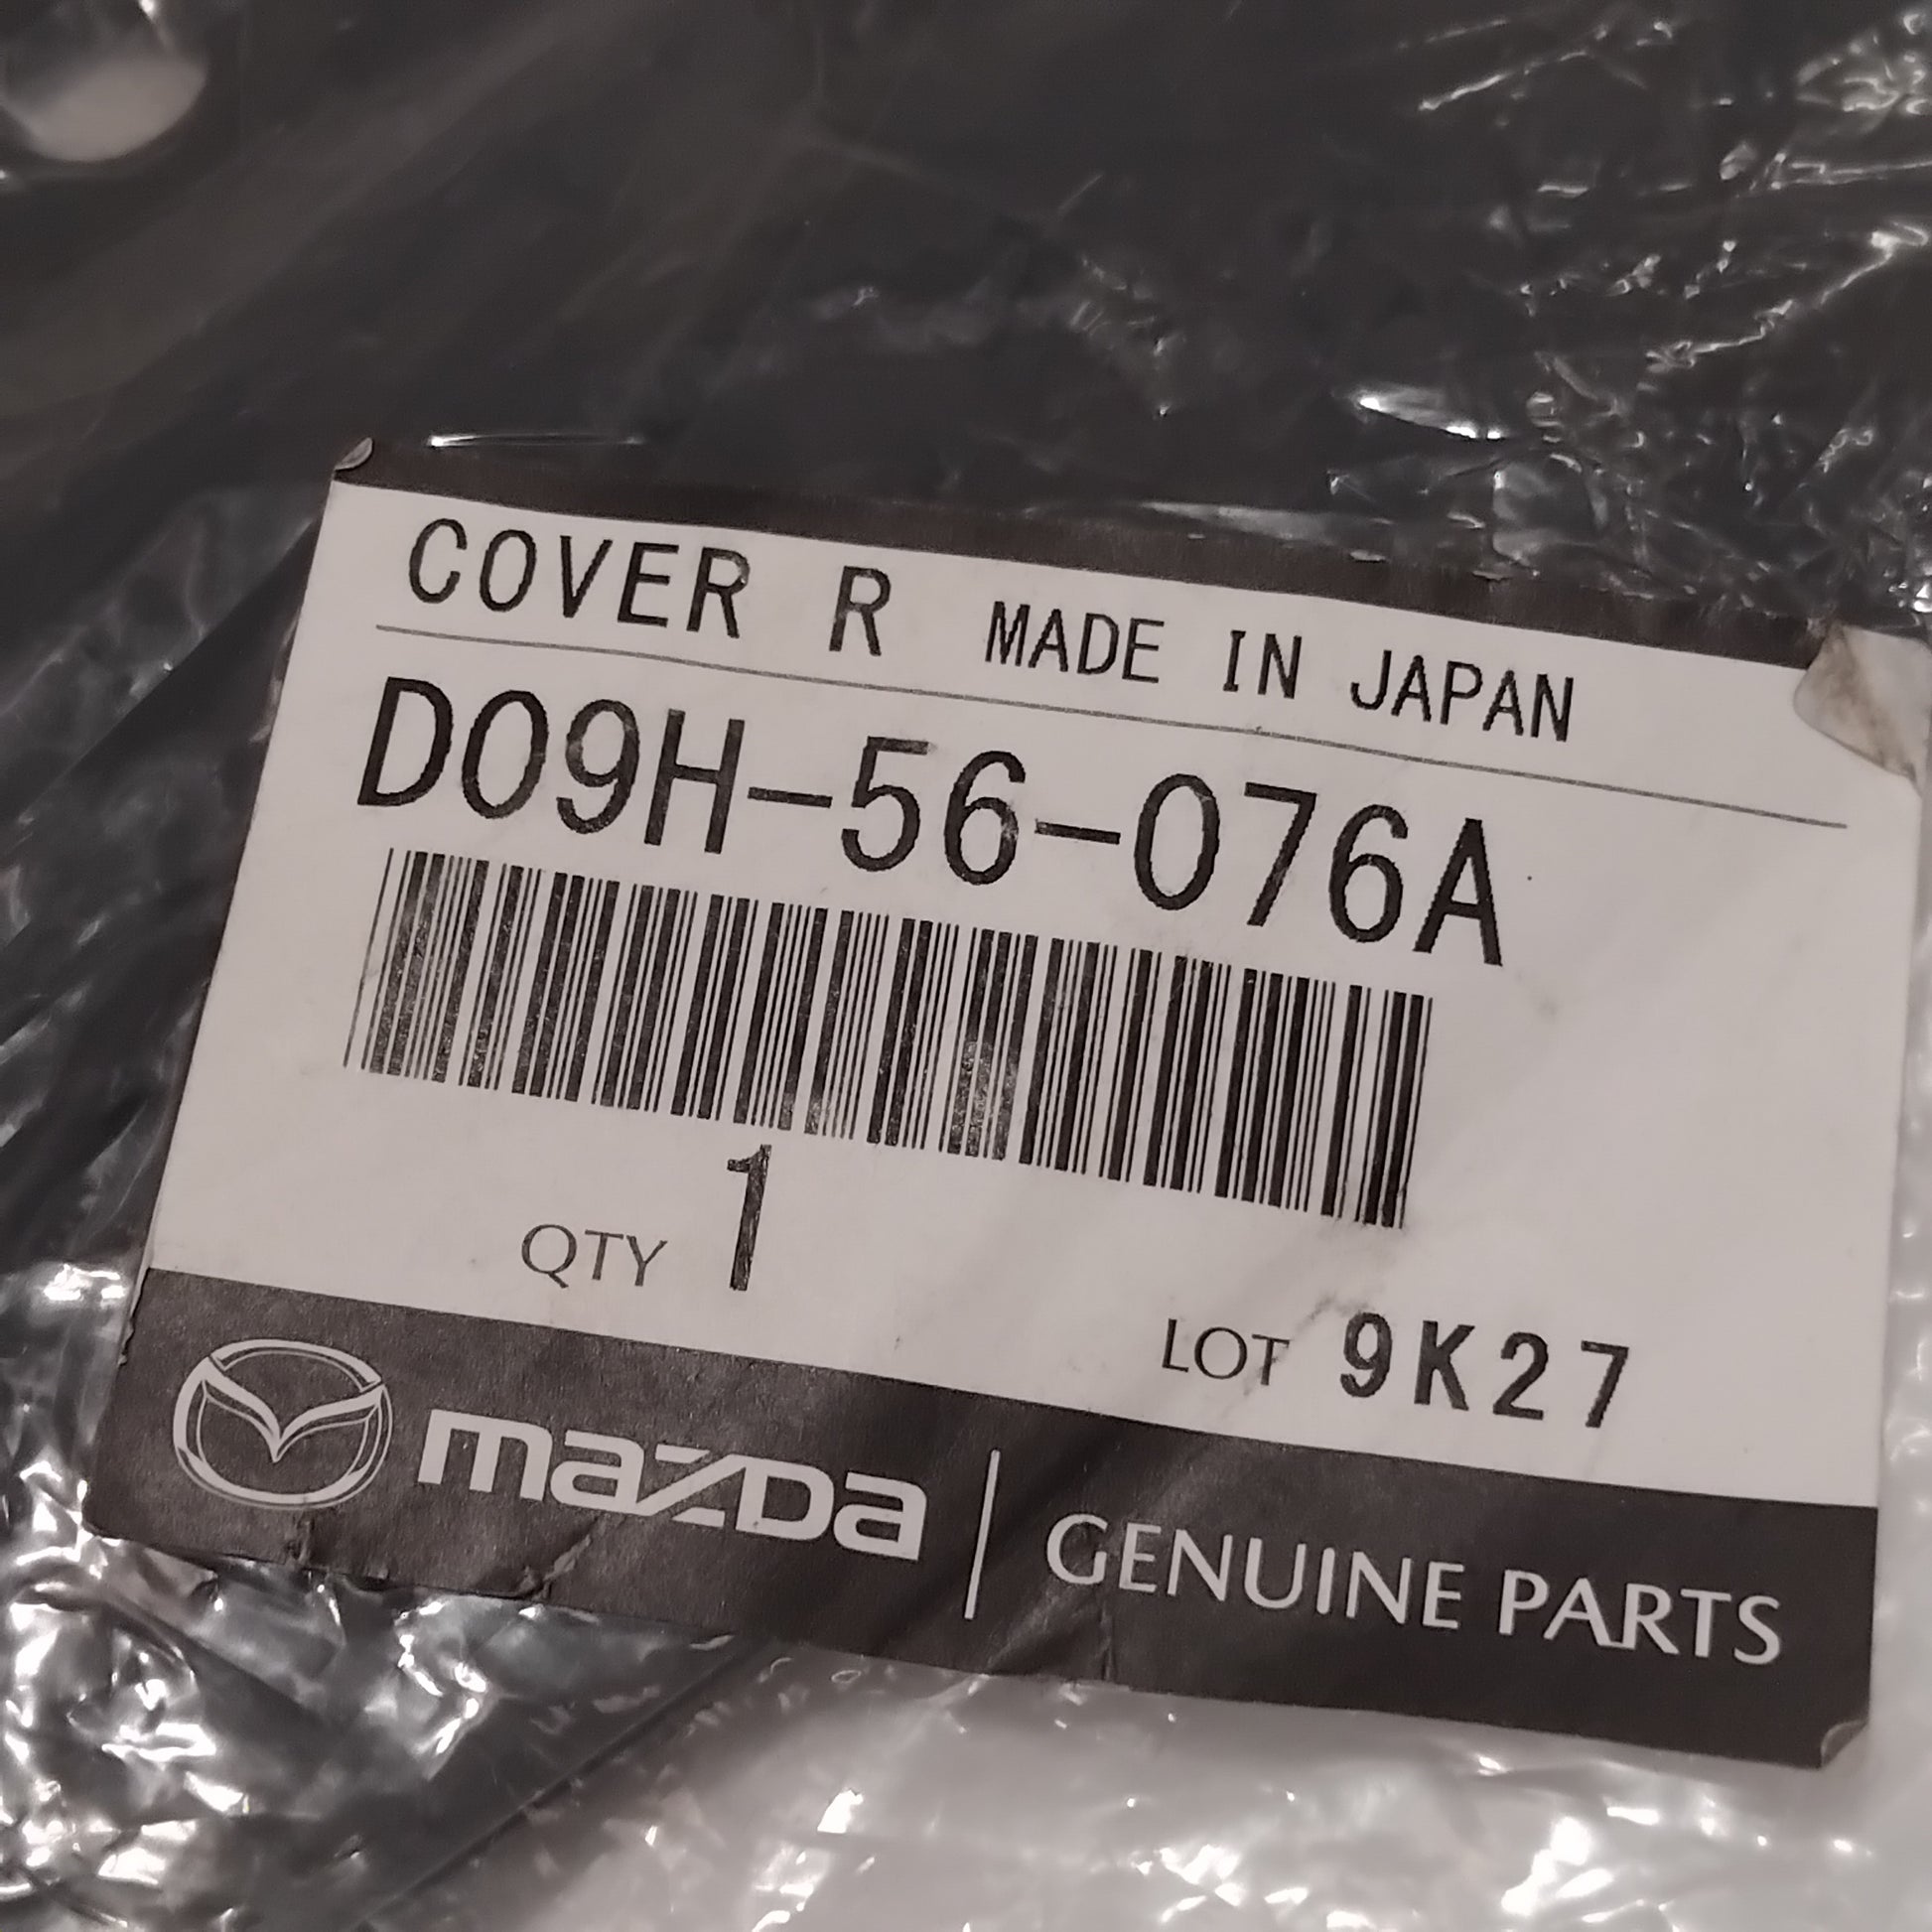 COVER R MADE IN JAPAN
D09H-56-076A
QTY 1
LOT 9K27
mazda | GENUINE PARTS